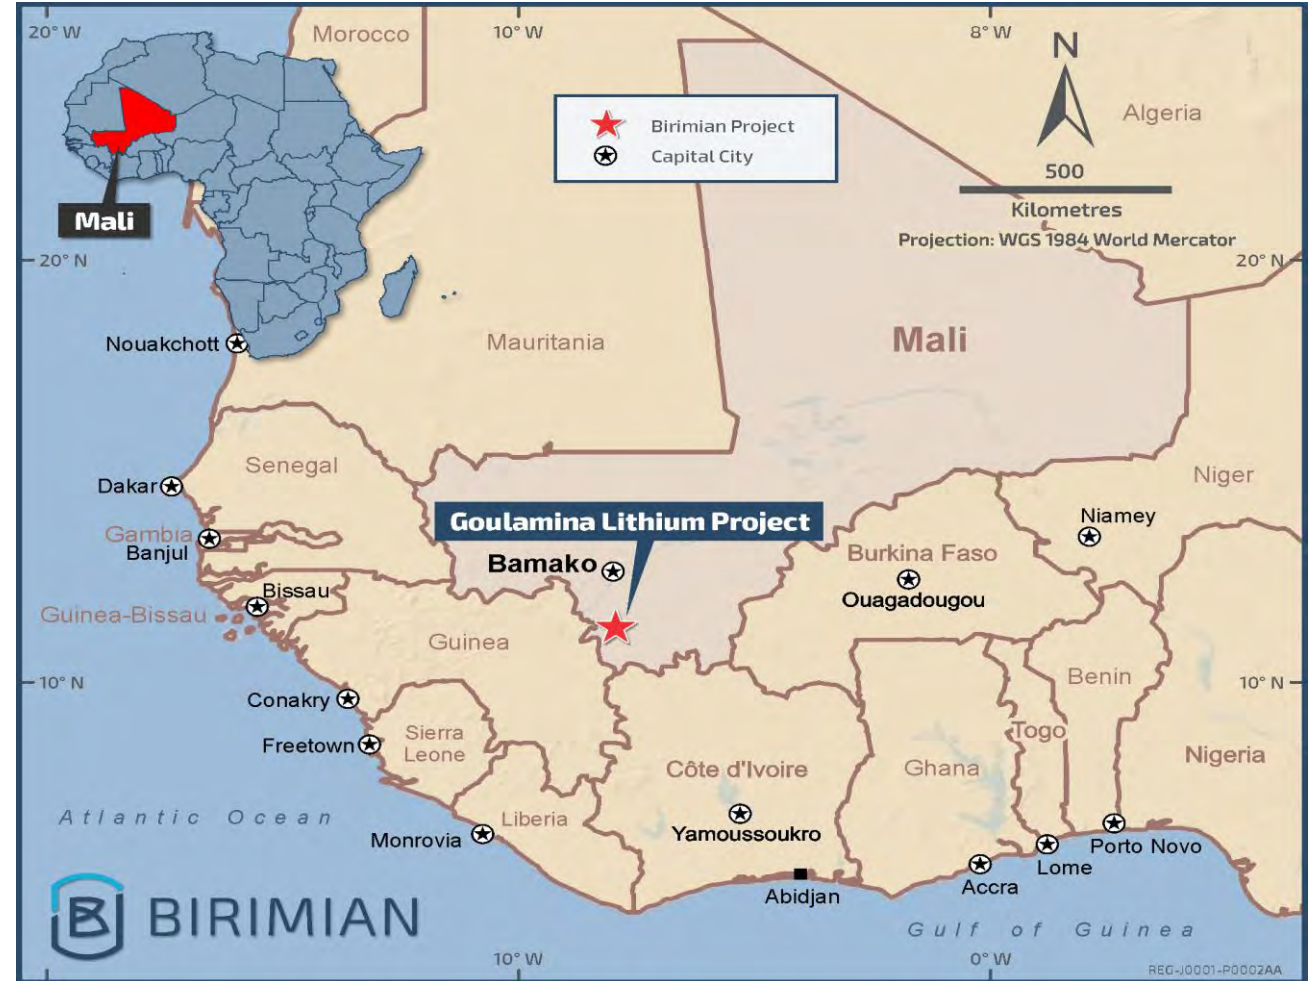 20° W
10° W
8° W
Morocco
N
Algeria
Birimian Project
Capital City
500
Kilometres
Projection: WGS 1984 World Mercator
Mali
20° N
20° N
Nouakchott
Mauritania
Mali
Senegal
Niger
Dakar
Goulamina Lithium Project
Niamey
Gambia
Banjul
Bamako
Burkina Faso
Bissau
Ouagadougou
Guinea-Bissau
Guinea
Benin
10° N
10° N
Conakry
Togo
Sierra
Leone
Freetown
Nigeria
Côte d'Ivoire
Ghana
Atlantic Ocean
Liberia
Monrovia
Yamoussoukro
Porto Novo
Lome
Accra
Abidjan
B BIRIMIAN
Gulf of Guinea
10° W
0° W
REG-J0001-P0002AA